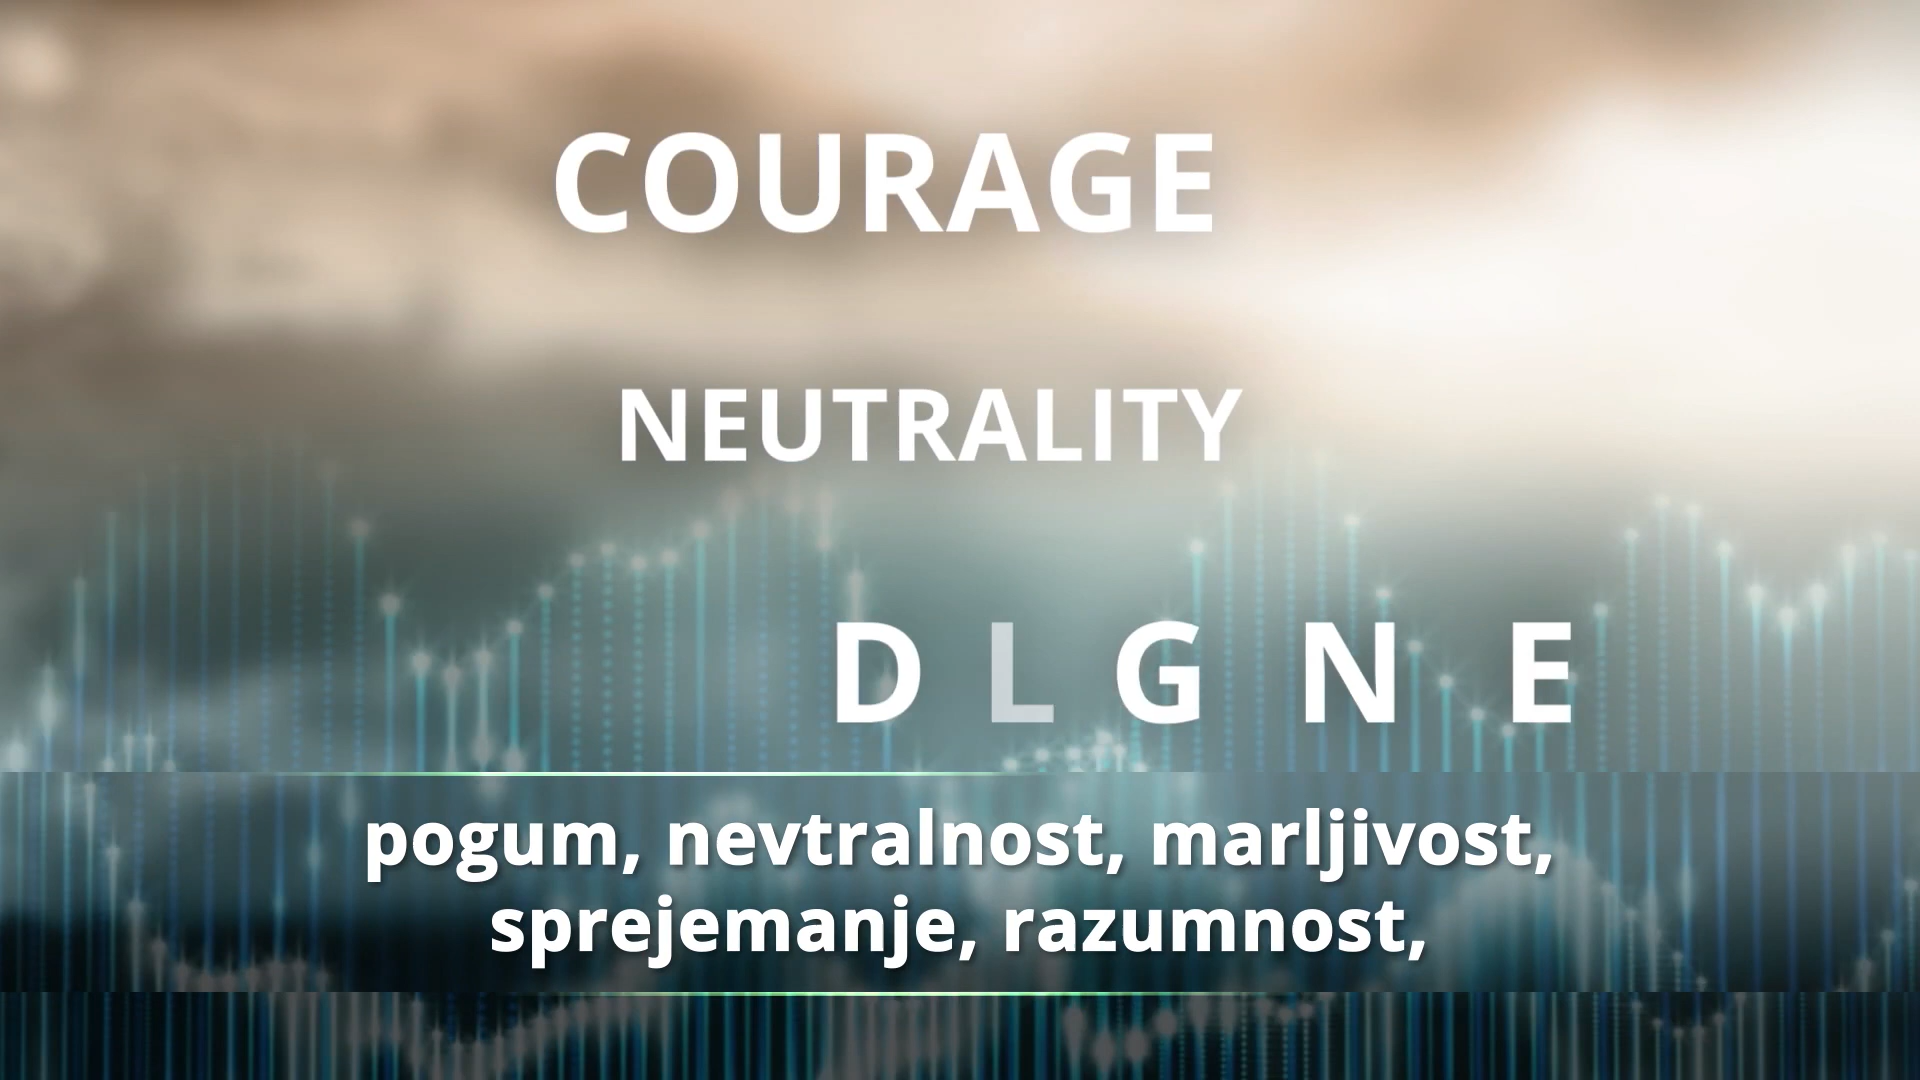 COURAGE
NEUTRALITY
D L G N E
pogum, nevtralnost, marljivost,
sprejemanje, razumnost,